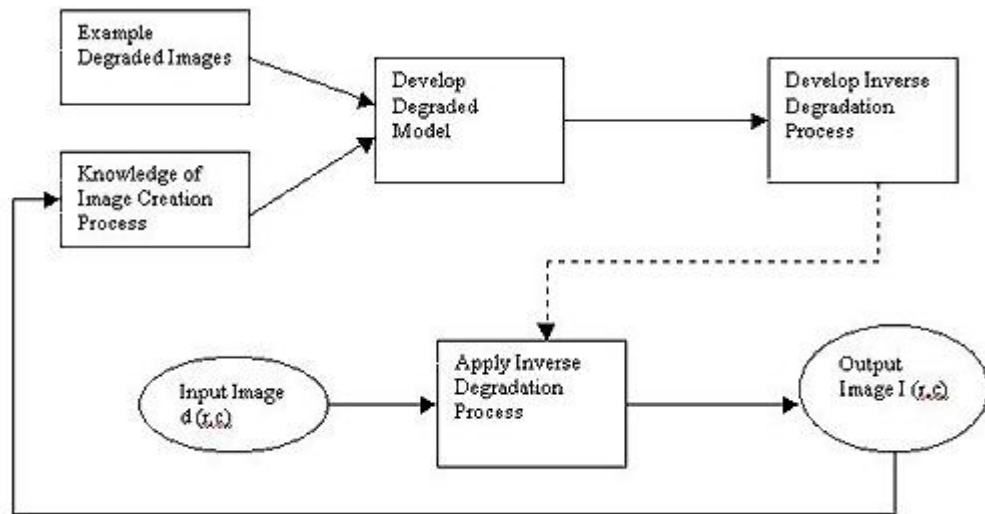 Example
Degraded Images
Develop
Degraded
Model
Develop Inverse
Degradation
Process
Knowledge of
Image Creation
Process
Input Image
d (r,c)
Apply Inverse
Degradation
Process
Output
Image I (r,c)